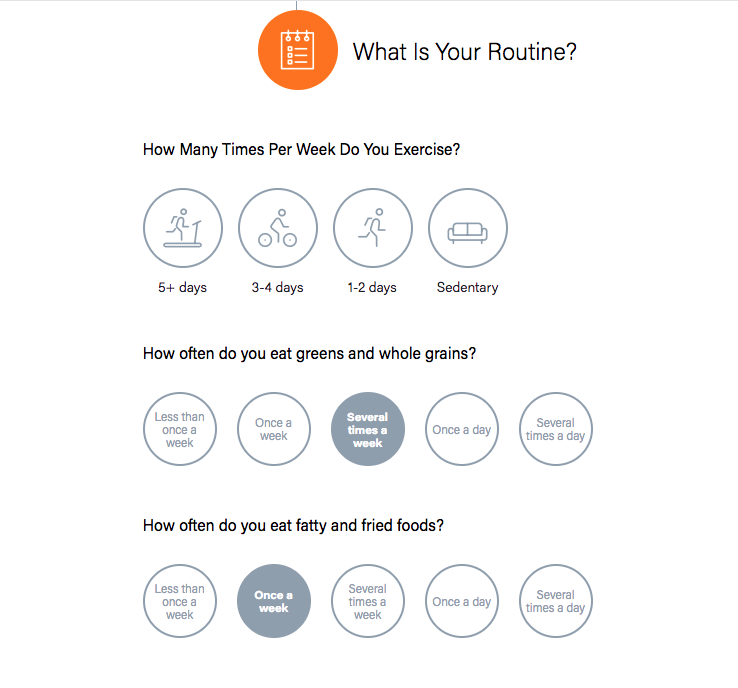 What Is Your Routine?
How Many Times Per Week Do You Exercise?
5+ days
3-4 days
1-2 days
Sedentary
How often do you eat greens and whole grains?
Less than
once a
week
Once a
week
Several
times a
week
Once a day
Several
times a day
How often do you eat fatty and fried foods?
Less than
once a
week
Once a
week
Several
times a
week
Once a day
Several
times a day